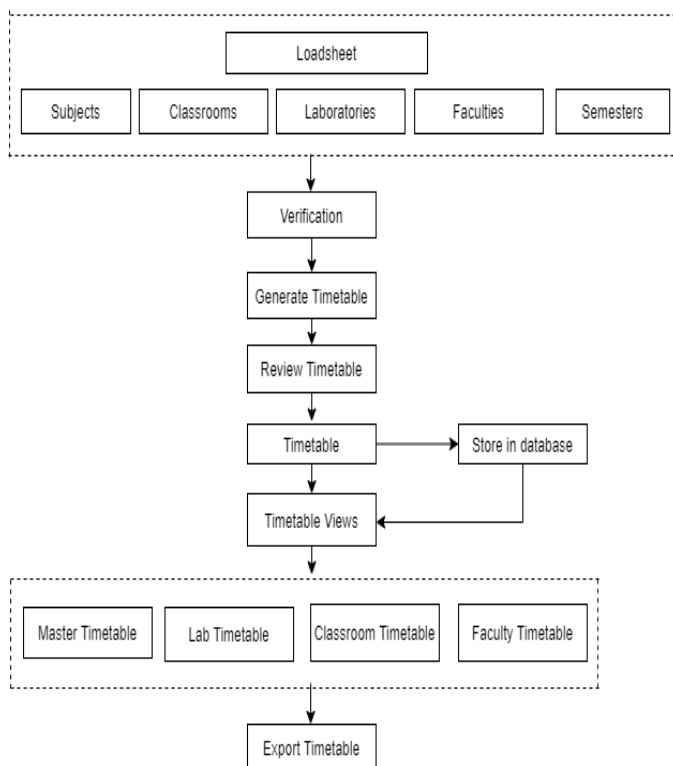 Loadsheet
Subjects
Classrooms
Laboratories
Faculties
Semesters
Verification
Generate Timetable
Review Timetable
Timetable
Store in database
Timetable Views
Master Timetable
Lab Timetable
Classroom Timetable
Faculty Timetable
Export Timetable